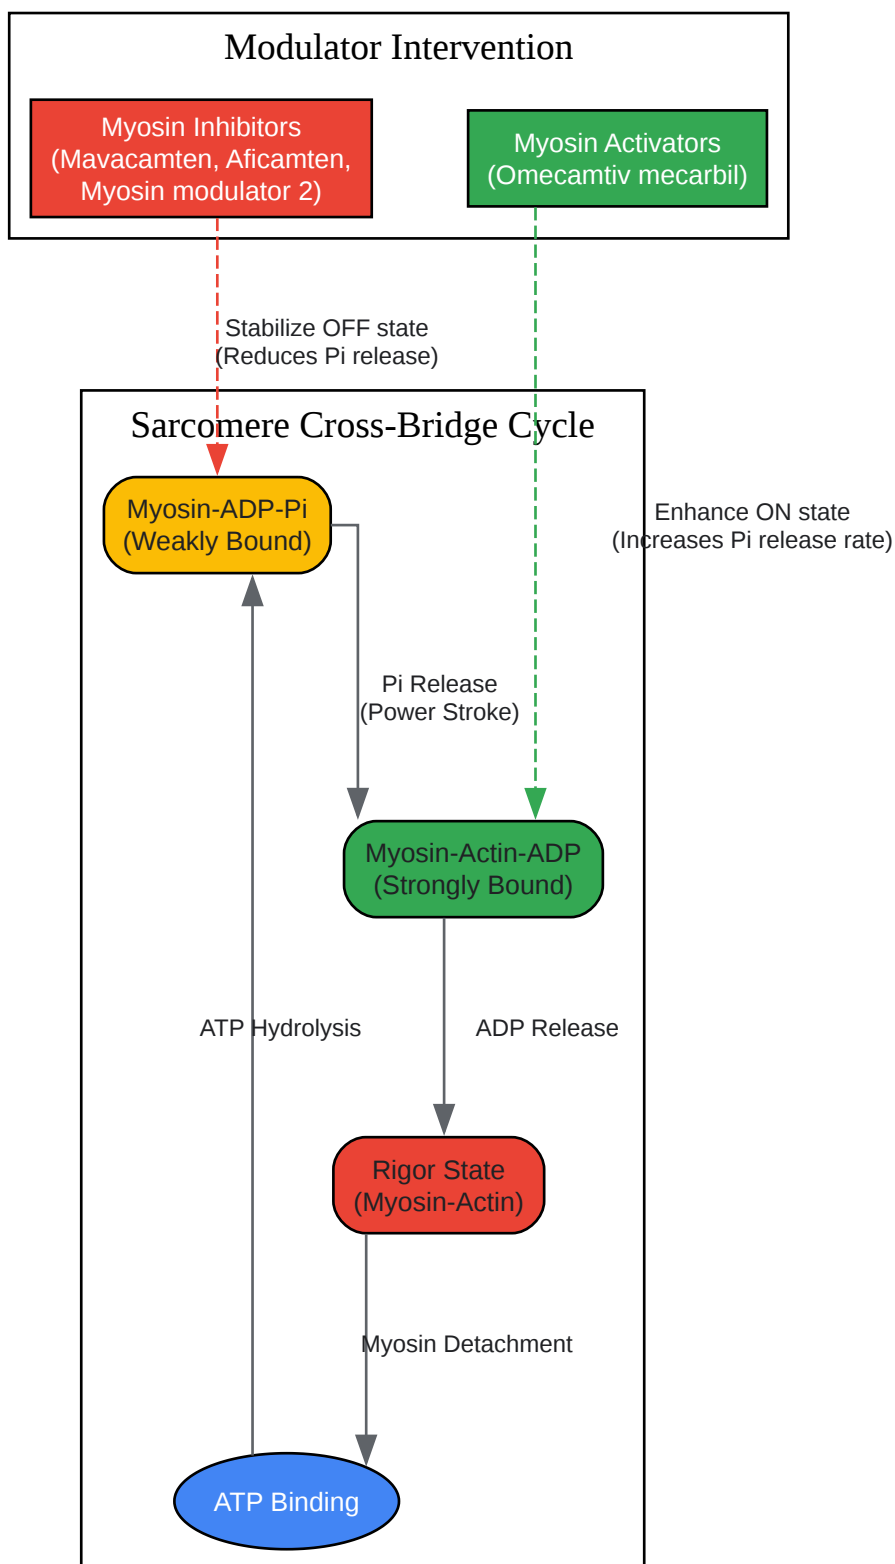 Modulator Intervention
Myosin Inhibitors
(Mavacamten, Aficamten,
Myosin modulator 2)
Myosin Activators
(Omecamtiv mecarbil)
Stabilize OFF state
(Reduces Pi release)
Sarcomere Cross-Bridge Cycle
Myosin-ADP-Pi
(Weakly Bound)
Enhance ON state
(Increases Pi release rate)
Pi Release
(Power Stroke)
Myosin-Actin-ADP
(Strongly Bound)
ATP Hydrolysis
ADP Release
Rigor State
(Myosin-Actin)
Myosin Detachment
ATP Binding